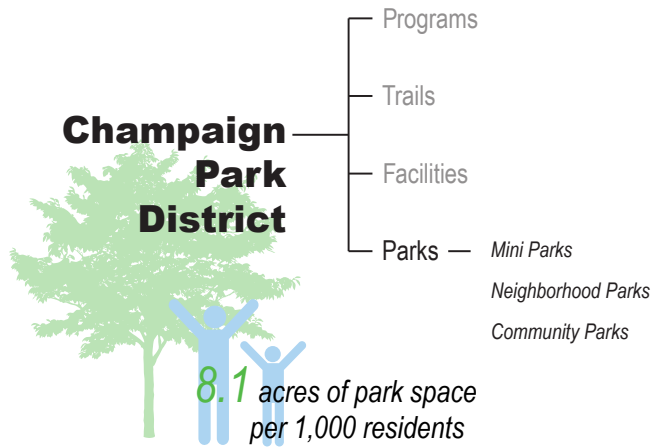 Programs
Trails
Champaign
Park
District
Facilities
Parks
Mini Parks
Neighborhood Parks
Community Parks
8.1 acres of park space
per 1,000 residents